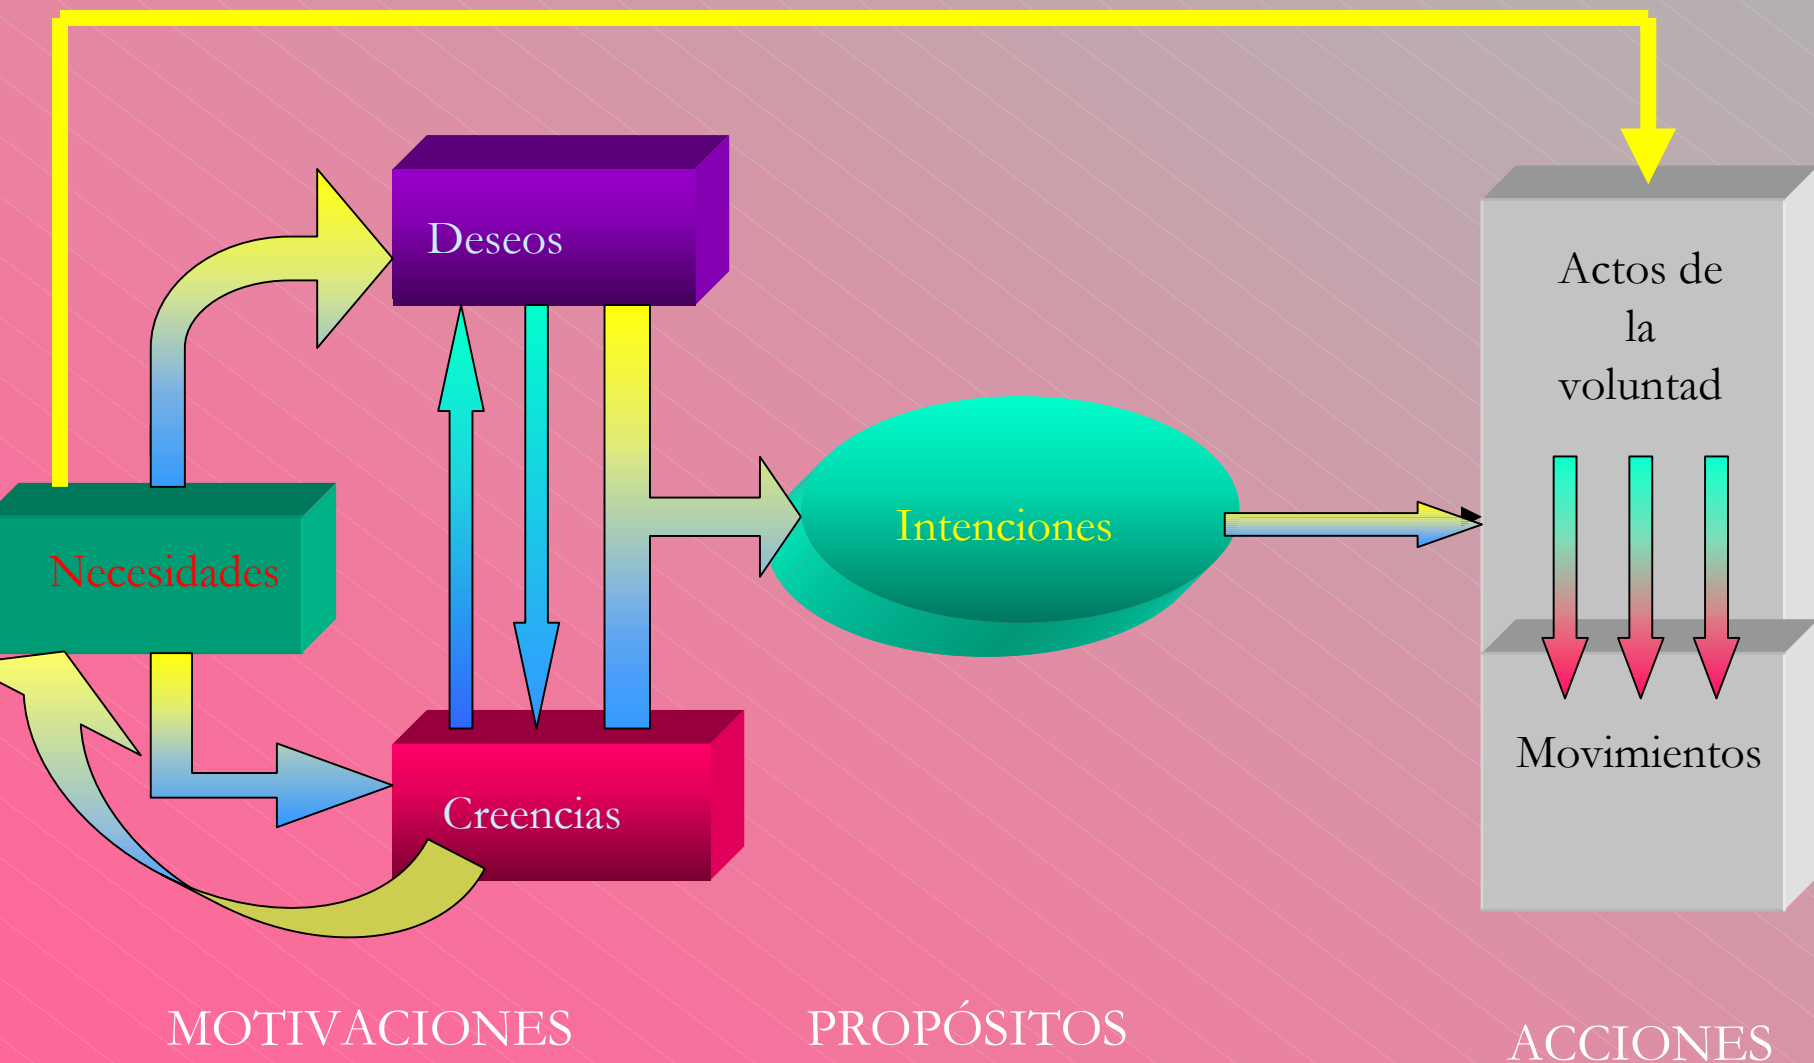 Deseos
Actos de
la
voluntad
Necesidades
Intenciones
Movimientos
Creencias
MOTIVACIONES
PROPÓSITOS
ACCIONES